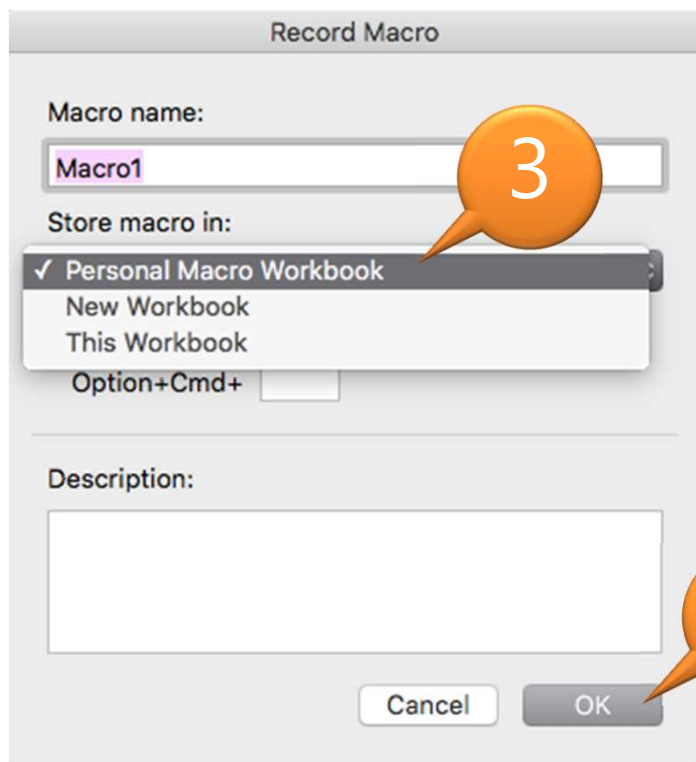 Record Macro
Macro name:
Macro1
3
Store macro in:
✓ Personal Macro Workbook
New Workbook
This Workbook
Option+Cmd+
Description:
Cancel
OK